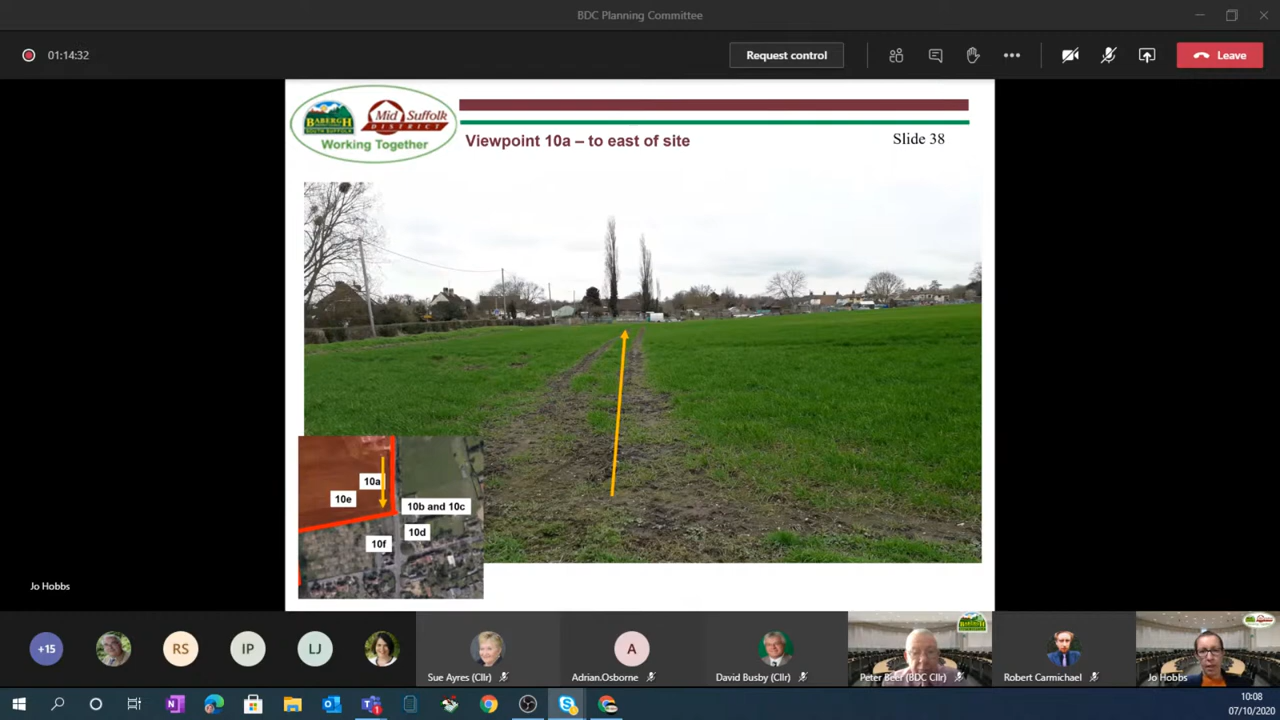 BDC Planning Committee
01:14:32
Request control
Leave
BABERGH
SOUTH SUFFOLK
Mid Suffolk
DISTRICT
Working Together
Viewpoint 10a – to east of site
Slide 38
10a
10e
10b and 10c
10d
10f
Jo Hobbs
+15
RS
IP
LJ
Sue Ayres (Cllr)
A
Adrian.Osborne
David Busby (Cllr)
Peter Beer (BDC Cllr)
Robert Carmichael
Jo Hobbs
10:08
07/10/2020